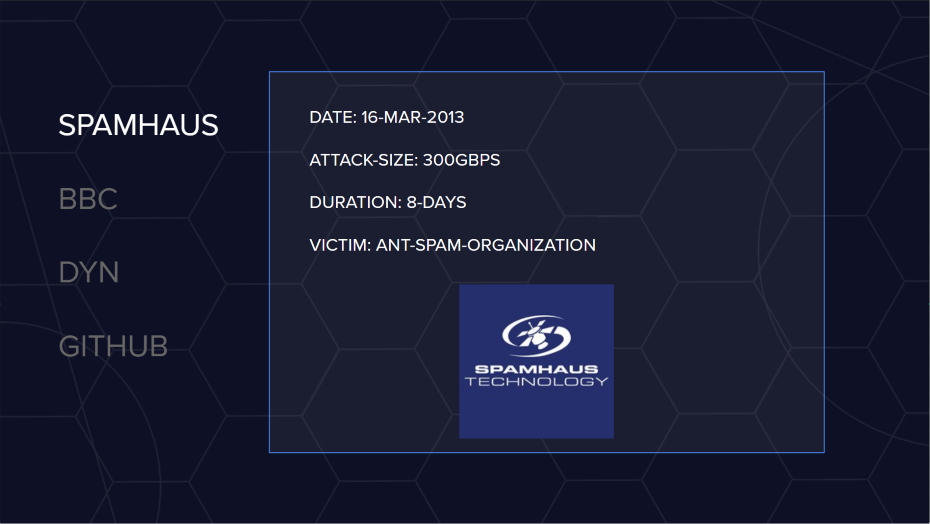 SPAMHAUS
BBC
DYN
GITHUB
DATE: 16-MAR-2013
ATTACK-SIZE: 300GBPS
DURATION: 8-DAYS
VICTIM: ANT-SPAM-ORGANIZATION
SPAMHAUS
TECHNOLOGY